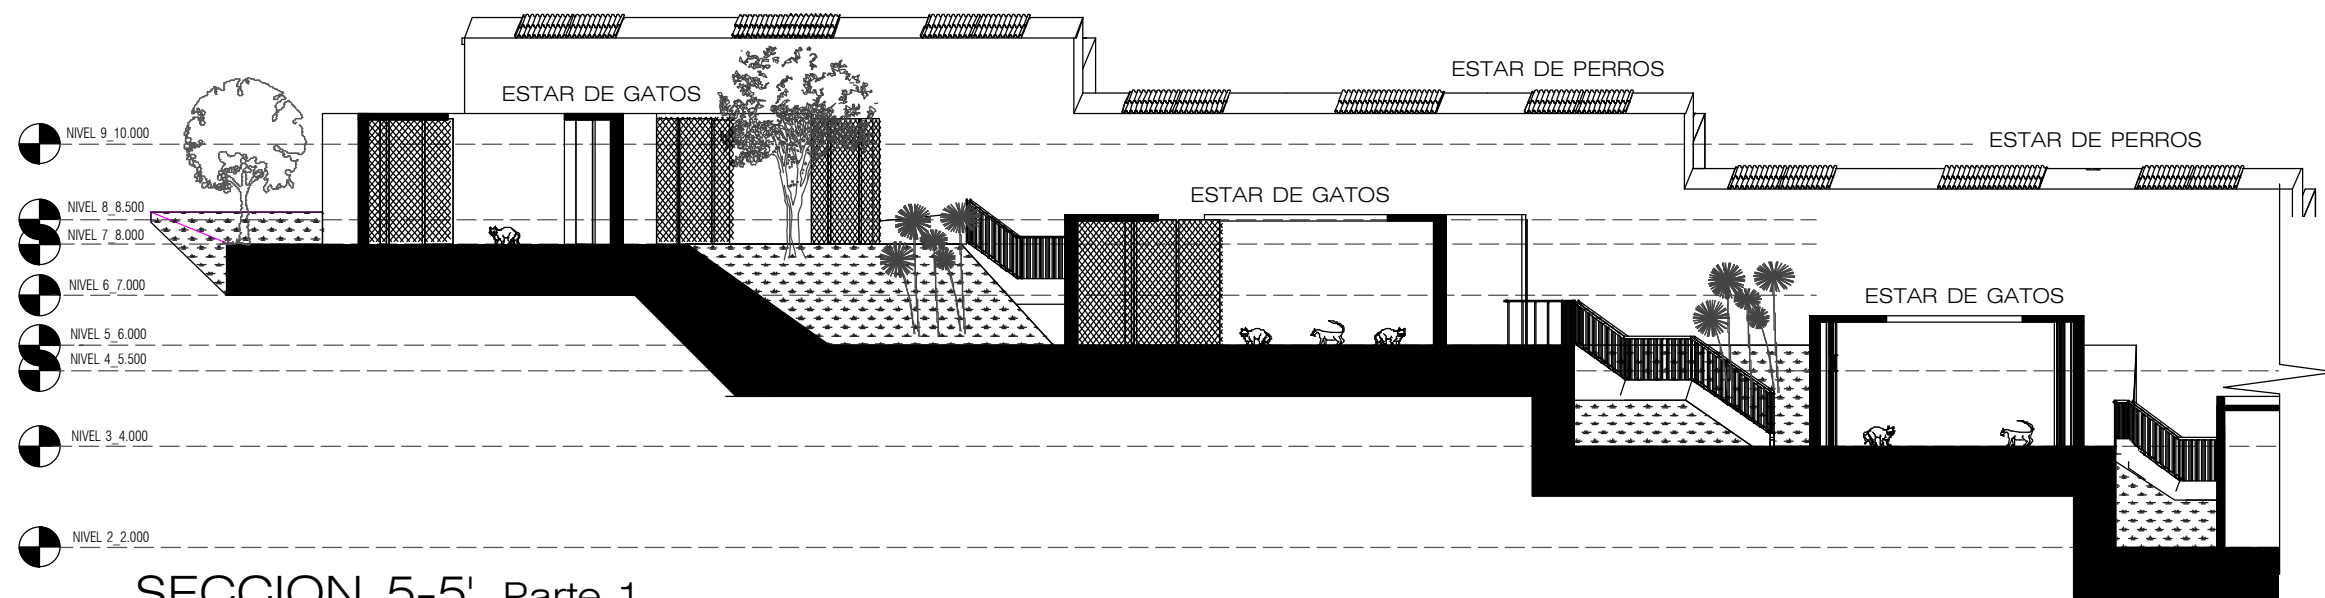 ESTAR DE PERROS
ESTAR DE GATOS
NIVEL 9_10.000
ESTAR DE PERROS
ESTAR DE GATOS
NIVEL 8_8.500
NIVEL 7_8.000
NIVEL 6_7.000
ESTAR DE GATOS
NIVEL 5_6.000
NIVEL 4_5.500
NIVEL 3_4.000
NIVEL 2_2.000
SECCION 5-5' Parte 1